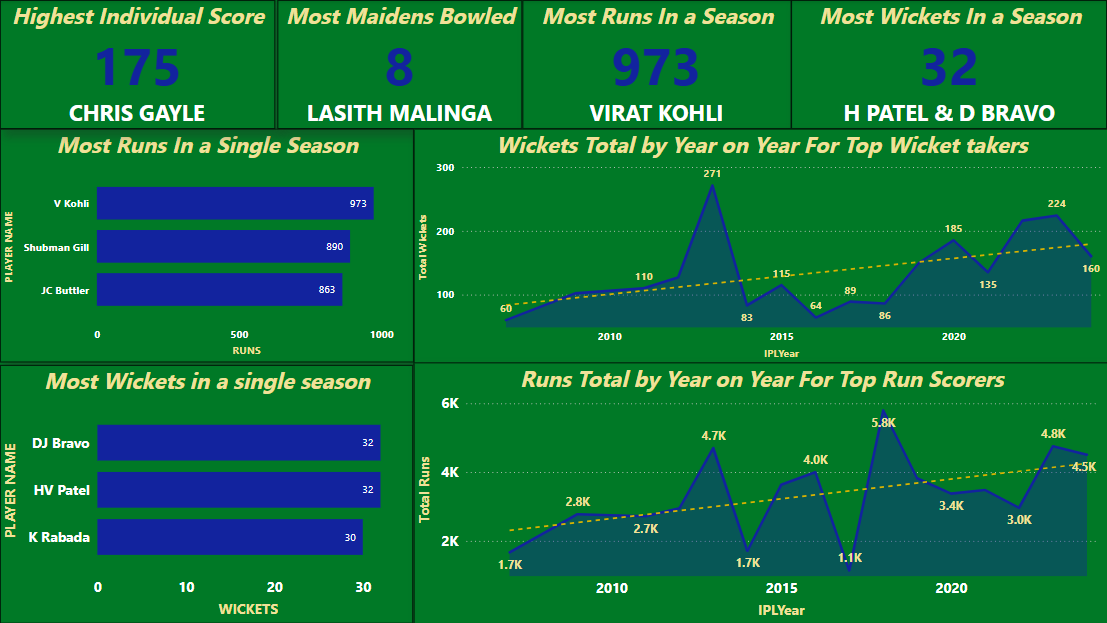 Highest Individual Score
175
CHRIS GAYLE
Most Maidens Bowled
8
LASITH MALINGA
Most Runs In a Season
973
VIRAT KOHLI
Most Wickets In a Season
32
H PATEL & D BRAVO
Most Runs In a Single Season
PLAYER NAME
V Kohli
973
Shubman Gill
890
JC Buttler
863
0
500
1000
RUNS
Wickets Total by Year on Year For Top Wicket takers
Total Wickets
300
200
100
60
110
271
83
115
64
89
86
185
135
224
160
2010
2015
2020
IPLYear
Most Wickets in a single season
PLAYER NAME
DJ Bravo
32
HV Patel
32
K Rabada
30
0
10
20
30
WICKETS
Runs Total by Year on Year For Top Run Scorers
Total Runs
6K
4K
2K
1.7K
2.8K
2.7K
4.7K
1.7K
4.0K
1.1K
5.8K
3.4K
3.0K
4.8K
4.5K
2010
2015
2020
IPLYear